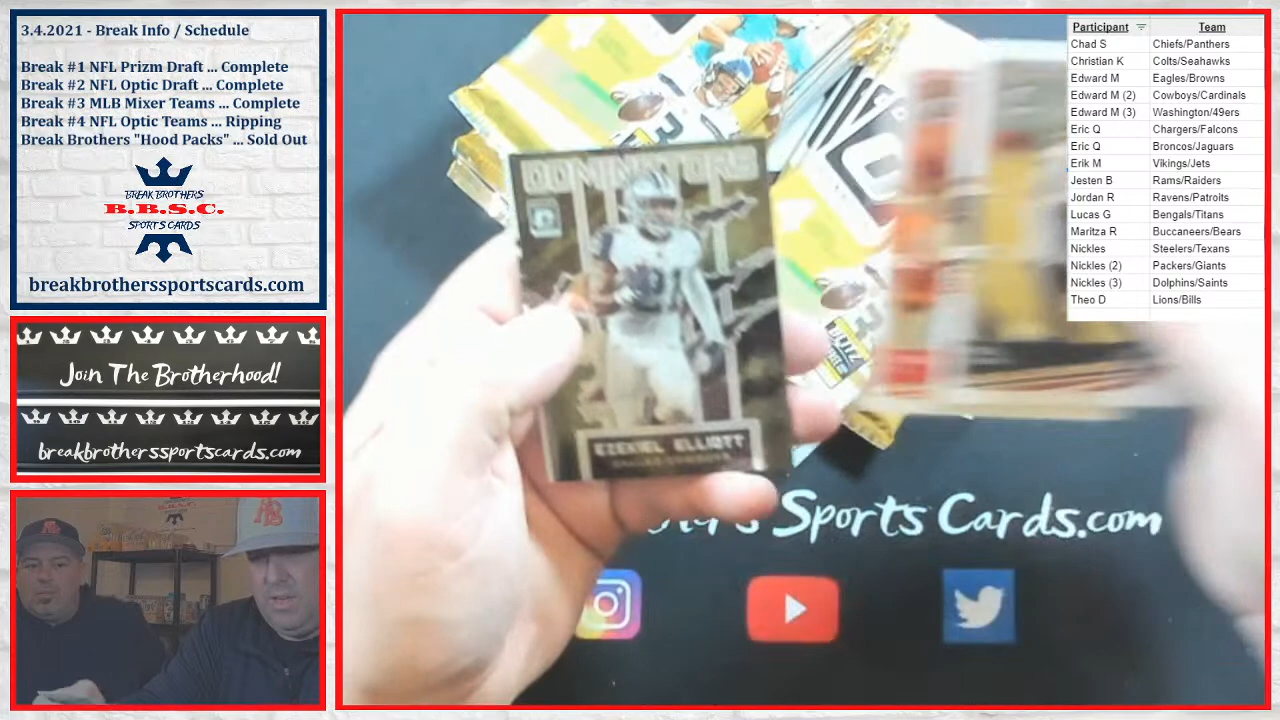 3.4.2021 - Break Info / Schedule
Break #1 NFL Prizm Draft ... Complete
Break #2 NFL Optic Draft ... Complete
Break #3 MLB Mixer Teams ... Complete
Break #4 NFL Optic Teams ... Ripping
Break Brothers "Hood Packs" ... Sold Out
BREAK BROTHERS
B.B.S.C.
SPORTS CARDS
breakbrotherssportscards.com
Join The Brotherhood!
breakbrotherssportscards.com
DOMINATORS
EZEKIEL ELLIOTT
Sports Cards.com
Participant Team
Chad S Chiefs/Panthers
Christian K Colts/Seahawks
Edward M Eagles/Browns
Edward M (2) Cowboys/Cardinals
Edward M (3) Washington/49ers
Eric Q Chargers/Falcons
Eric Q Broncos/Jaguars
Erik M Vikings/Jets
Jesten B Rams/Raiders
Jordan R Ravens/Patroits
Lucas G Bengals/Titans
Maritza R Buccaneers/Bears
Nickles Steelers/Texans
Nickles (2) Packers/Giants
Nickles (3) Dolphins/Saints
Theo D Lions/Bills